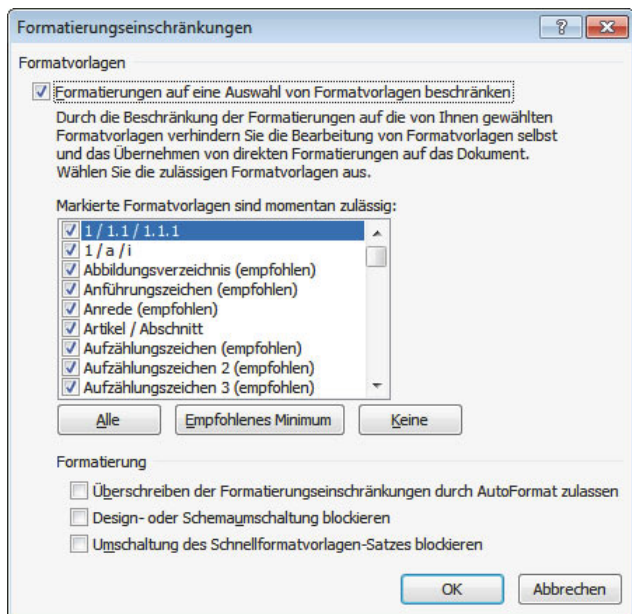 Formatierungseinschränkungen
Formatvorlagen
Formatierungen auf eine Auswahl von Formatvorlagen beschränken
Durch die Beschränkung der Formatierungen auf die von Ihnen gewählten
Formatvorlagen verhindern Sie die Bearbeitung von Formatvorlagen selbst
und das Übernehmen von direkten Formatierungen auf das Dokument.
Wählen Sie die zulässigen Formatvorlagen aus.
Markierte Formatvorlagen sind momentan zulässig:
1 / 1.1 / 1.1.1
1 / a / i
Abbildungsverzeichnis (empfohlen)
Anführungszeichen (empfohlen)
Anrede (empfohlen)
Artikel / Abschnitt
Aufzählungszeichen (empfohlen)
Aufzählungszeichen 2 (empfohlen)
Aufzählungszeichen 3 (empfohlen)
Alle Empfohlenes Minimum Keine
Formatierung
Überschreiben der Formatierungseinschränkungen durch AutoFormat zulassen
Design- oder Schemaumschaltung blockieren
Umschaltung des Schnellformatvorlagen-Satzes blockieren
OK Abbrechen